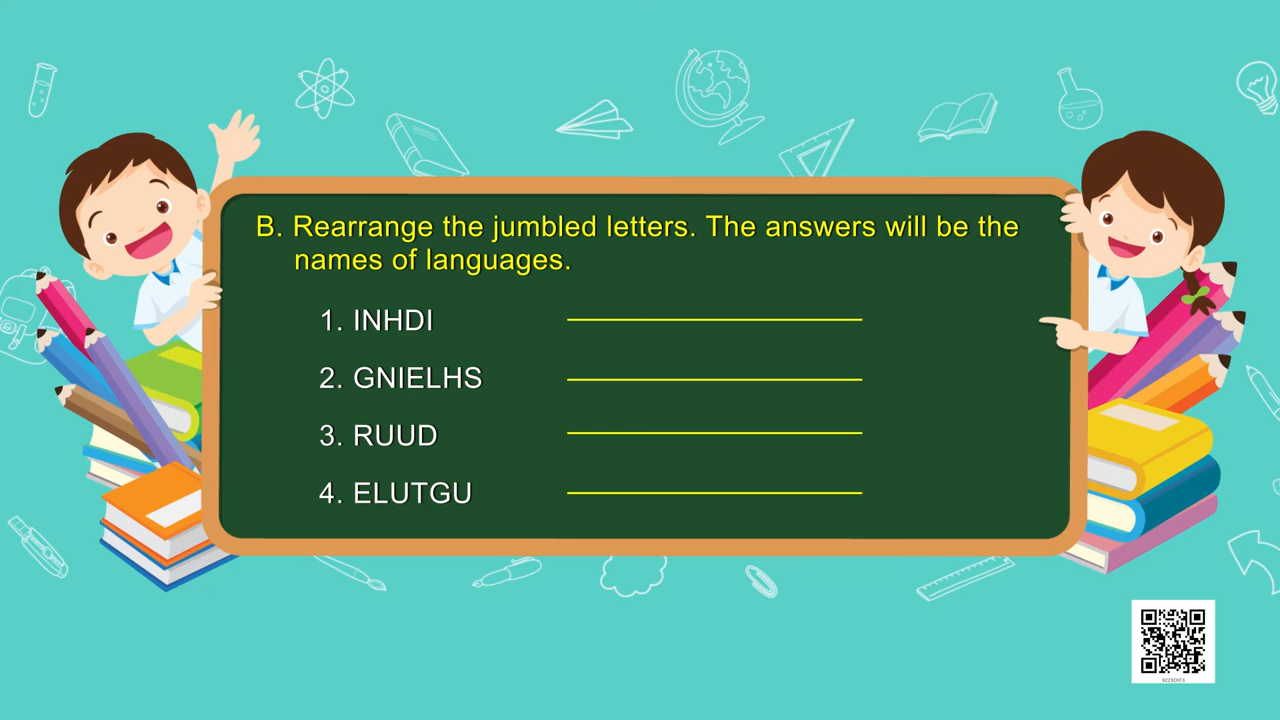 B. Rearrange the jumbled letters. The answers will be the
names of languages.
1. INHDI
2. GNIELHS
3. RUUD
4. ELUTGU